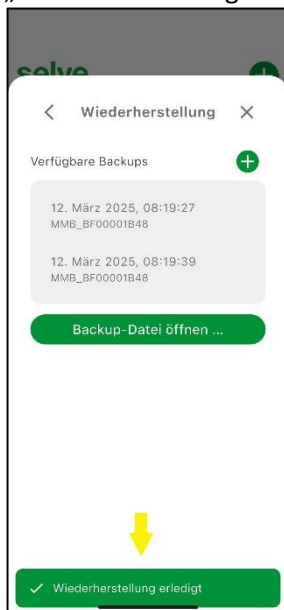 selve
Wiederherstellung
Verfügbare Backups
12. März 2025, 08:19:27
MMB_BF00001B48
12. März 2025, 08:19:39
MMB_BF00001B48
Backup-Datei öffnen ...
Wiederherstellung erledigt